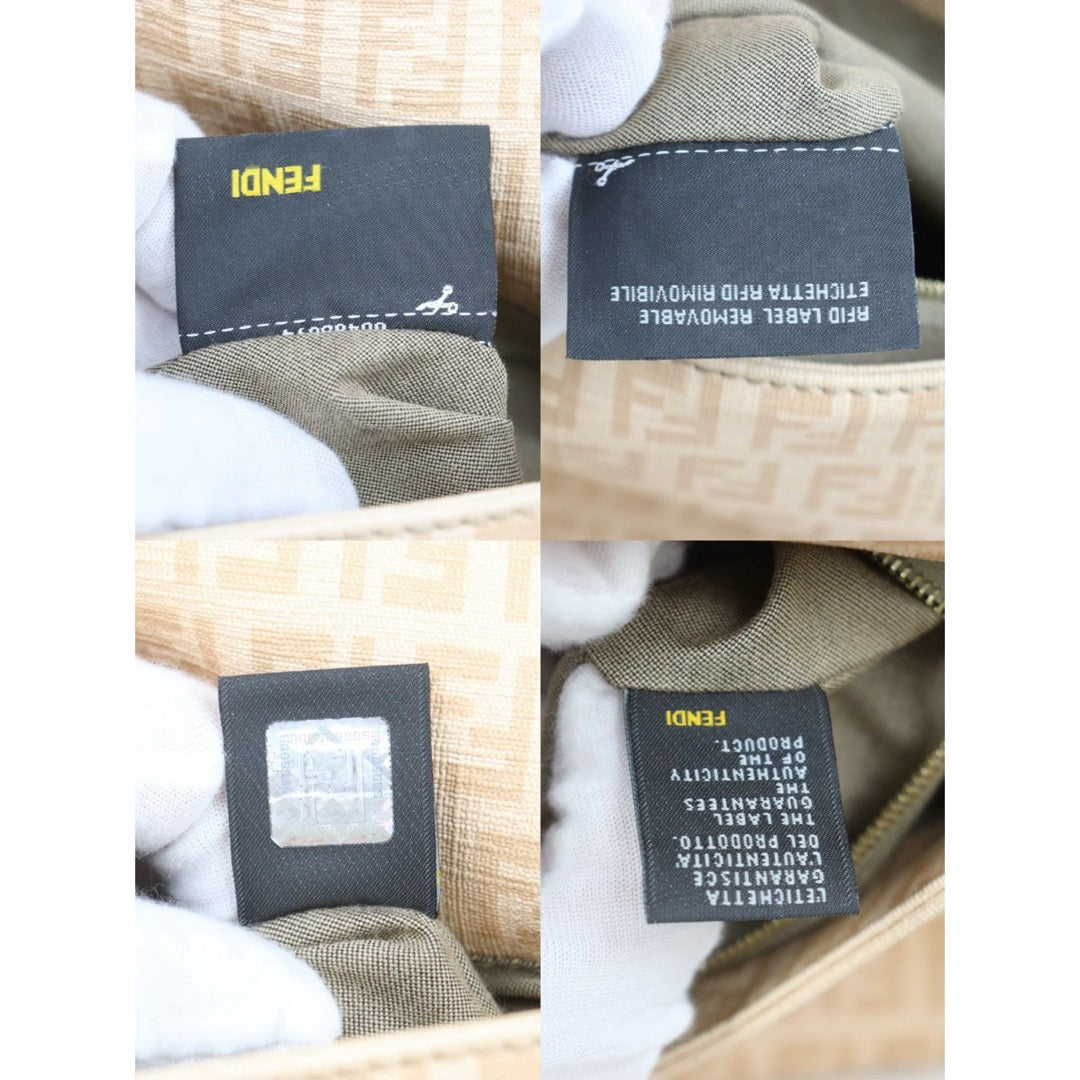 FENDI
RFID LABEL REMOVABLE
ETICHETTA RFID RIMOVIBILE
L'ETICHETTA
GARANTISCE
L'AUTENTICITA'
DEL PRODOTTO.
THE LABEL
GUARANTEES
THE
AUTHENTICITY
OF THE
PRODUCT.
FENDI